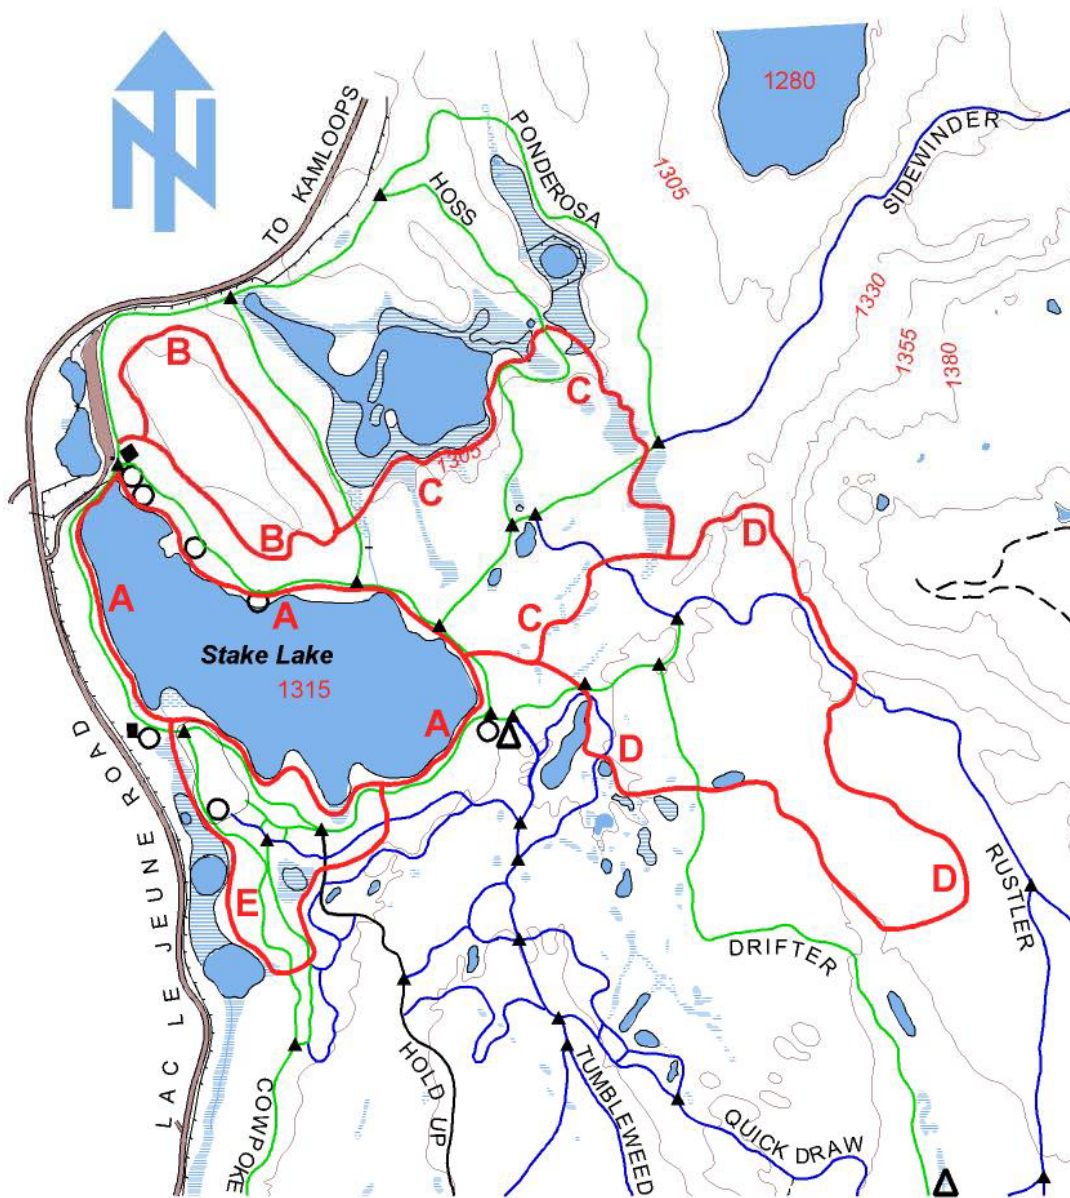 N
1280
TO KAMLOOPS
PONDEROSA
HOSS
SIDEWINDER
1305
1330
1355
1380
B
C
1305
C
B
D
A
A
C
Stake Lake
1315
A
D
LAC LE JEUNE ROAD
E
D
RUSTLER
DRIFTER
COWPOKE
HOLD UP
TUMBLEWEED
QUICK DRAW